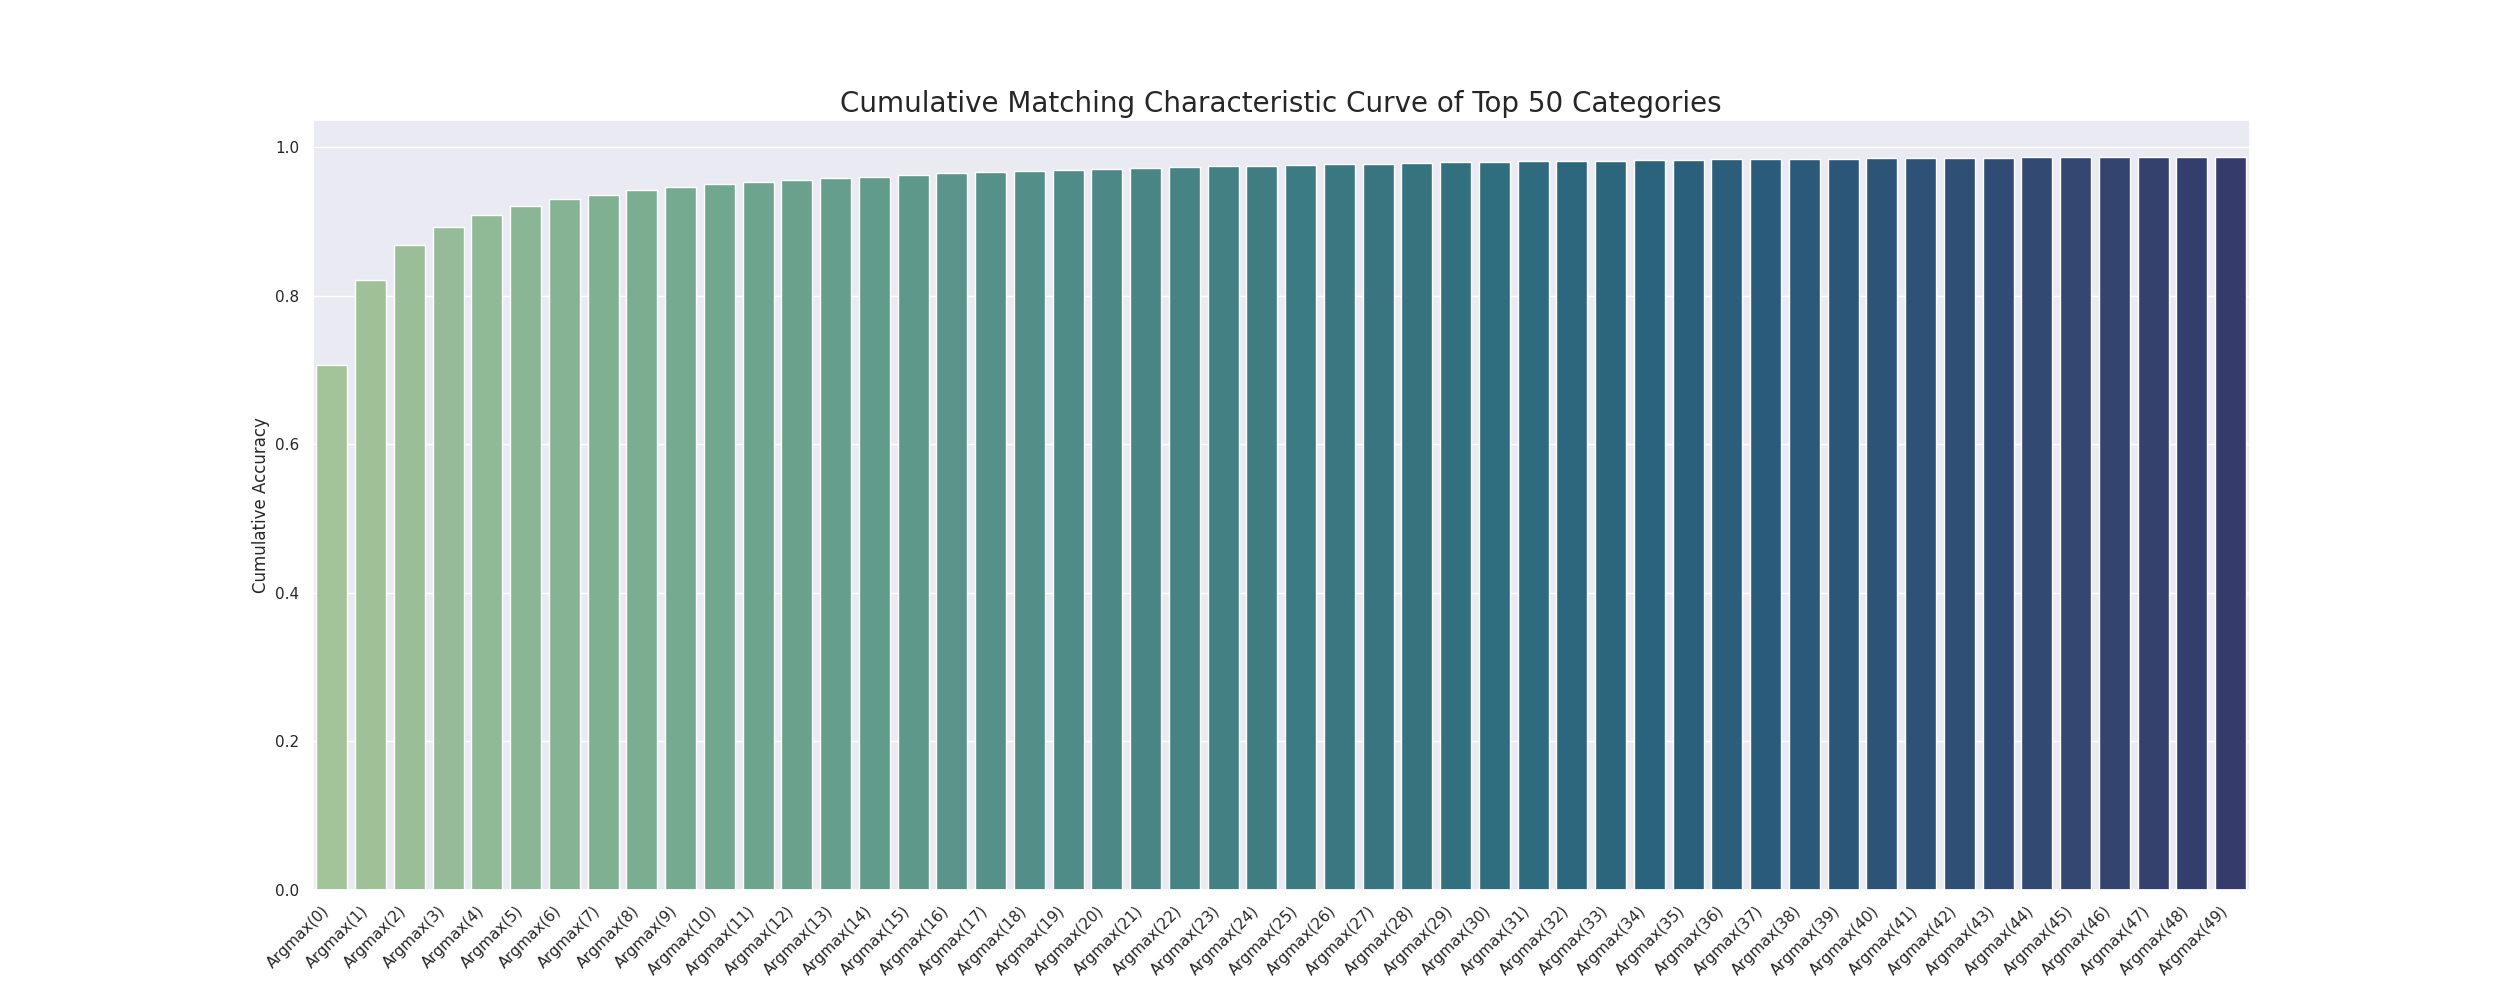 Cumulative Matching Characteristic Curve of Top 50 Categories
Cumulative Accuracy
1.0
0.8
0.6
0.4
0.2
0.0
Argmax(0)
Argmax(1)
Argmax(2)
Argmax(3)
Argmax(4)
Argmax(5)
Argmax(6)
Argmax(7)
Argmax(8)
Argmax(9)
Argmax(10)
Argmax(11)
Argmax(12)
Argmax(13)
Argmax(14)
Argmax(15)
Argmax(16)
Argmax(17)
Argmax(18)
Argmax(19)
Argmax(20)
Argmax(21)
Argmax(22)
Argmax(23)
Argmax(24)
Argmax(25)
Argmax(26)
Argmax(27)
Argmax(28)
Argmax(29)
Argmax(30)
Argmax(31)
Argmax(32)
Argmax(33)
Argmax(34)
Argmax(35)
Argmax(36)
Argmax(37)
Argmax(38)
Argmax(39)
Argmax(40)
Argmax(41)
Argmax(42)
Argmax(43)
Argmax(44)
Argmax(45)
Argmax(46)
Argmax(47)
Argmax(48)
Argmax(49)